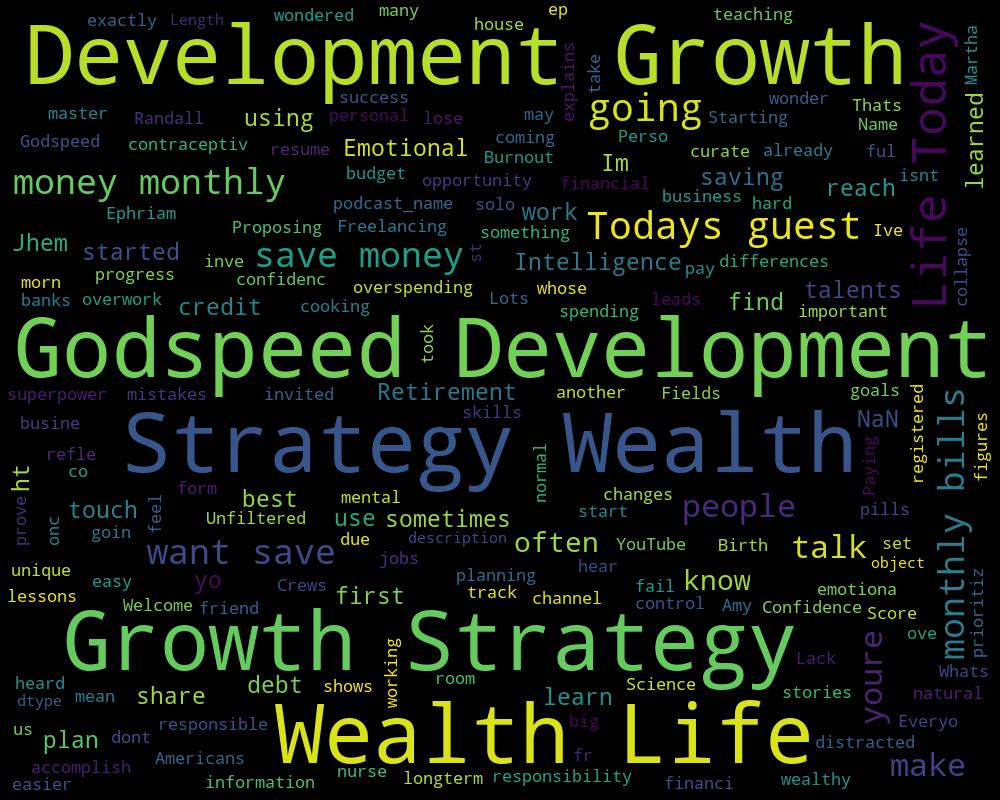 exactly Length wondered many house ep teaching
Development Growth
explains take Life Today Martha
master Randall using success personal lose may going Starting wonder Thats Name learned
Godspeed contraceptiv resume Emotional coming Burnout Perso Im curate already ful
money monthly budget opportunity financial saving business hard reach isnt
Ephriam Proposing podcast_name Freelancing solo work something Todays guest Ive
Jhem started inve save money st Intelligence pay differences collapse
morn progress confidenc overspending whose talents
banks overwork credit cooking Lots leads spending find important
Godspeed took Development
superpower mistakes invited Retirement another Fields goals
busine Strategy Wealth skills NaN registered monthly bills figures
refle co normal Paying
ht prove onc touch goin feel form best Unfiltered mental use sometimes changes start people pills
want save due description jobs often YouTube Birth talk set object
unique lessons easy yo Crews first planning track hear channel fail know emotiona
Welcome friend control Amy Confidence Score ove prioritiz
Growth Strategy Lack youre Whats
heard dtype mean share debt shows working room learn Science stories natural
us plan dont responsible Wealth Life big Everyo
accomplish Americans fr distracted make
easier information nurse longterm responsibility financi wealthy